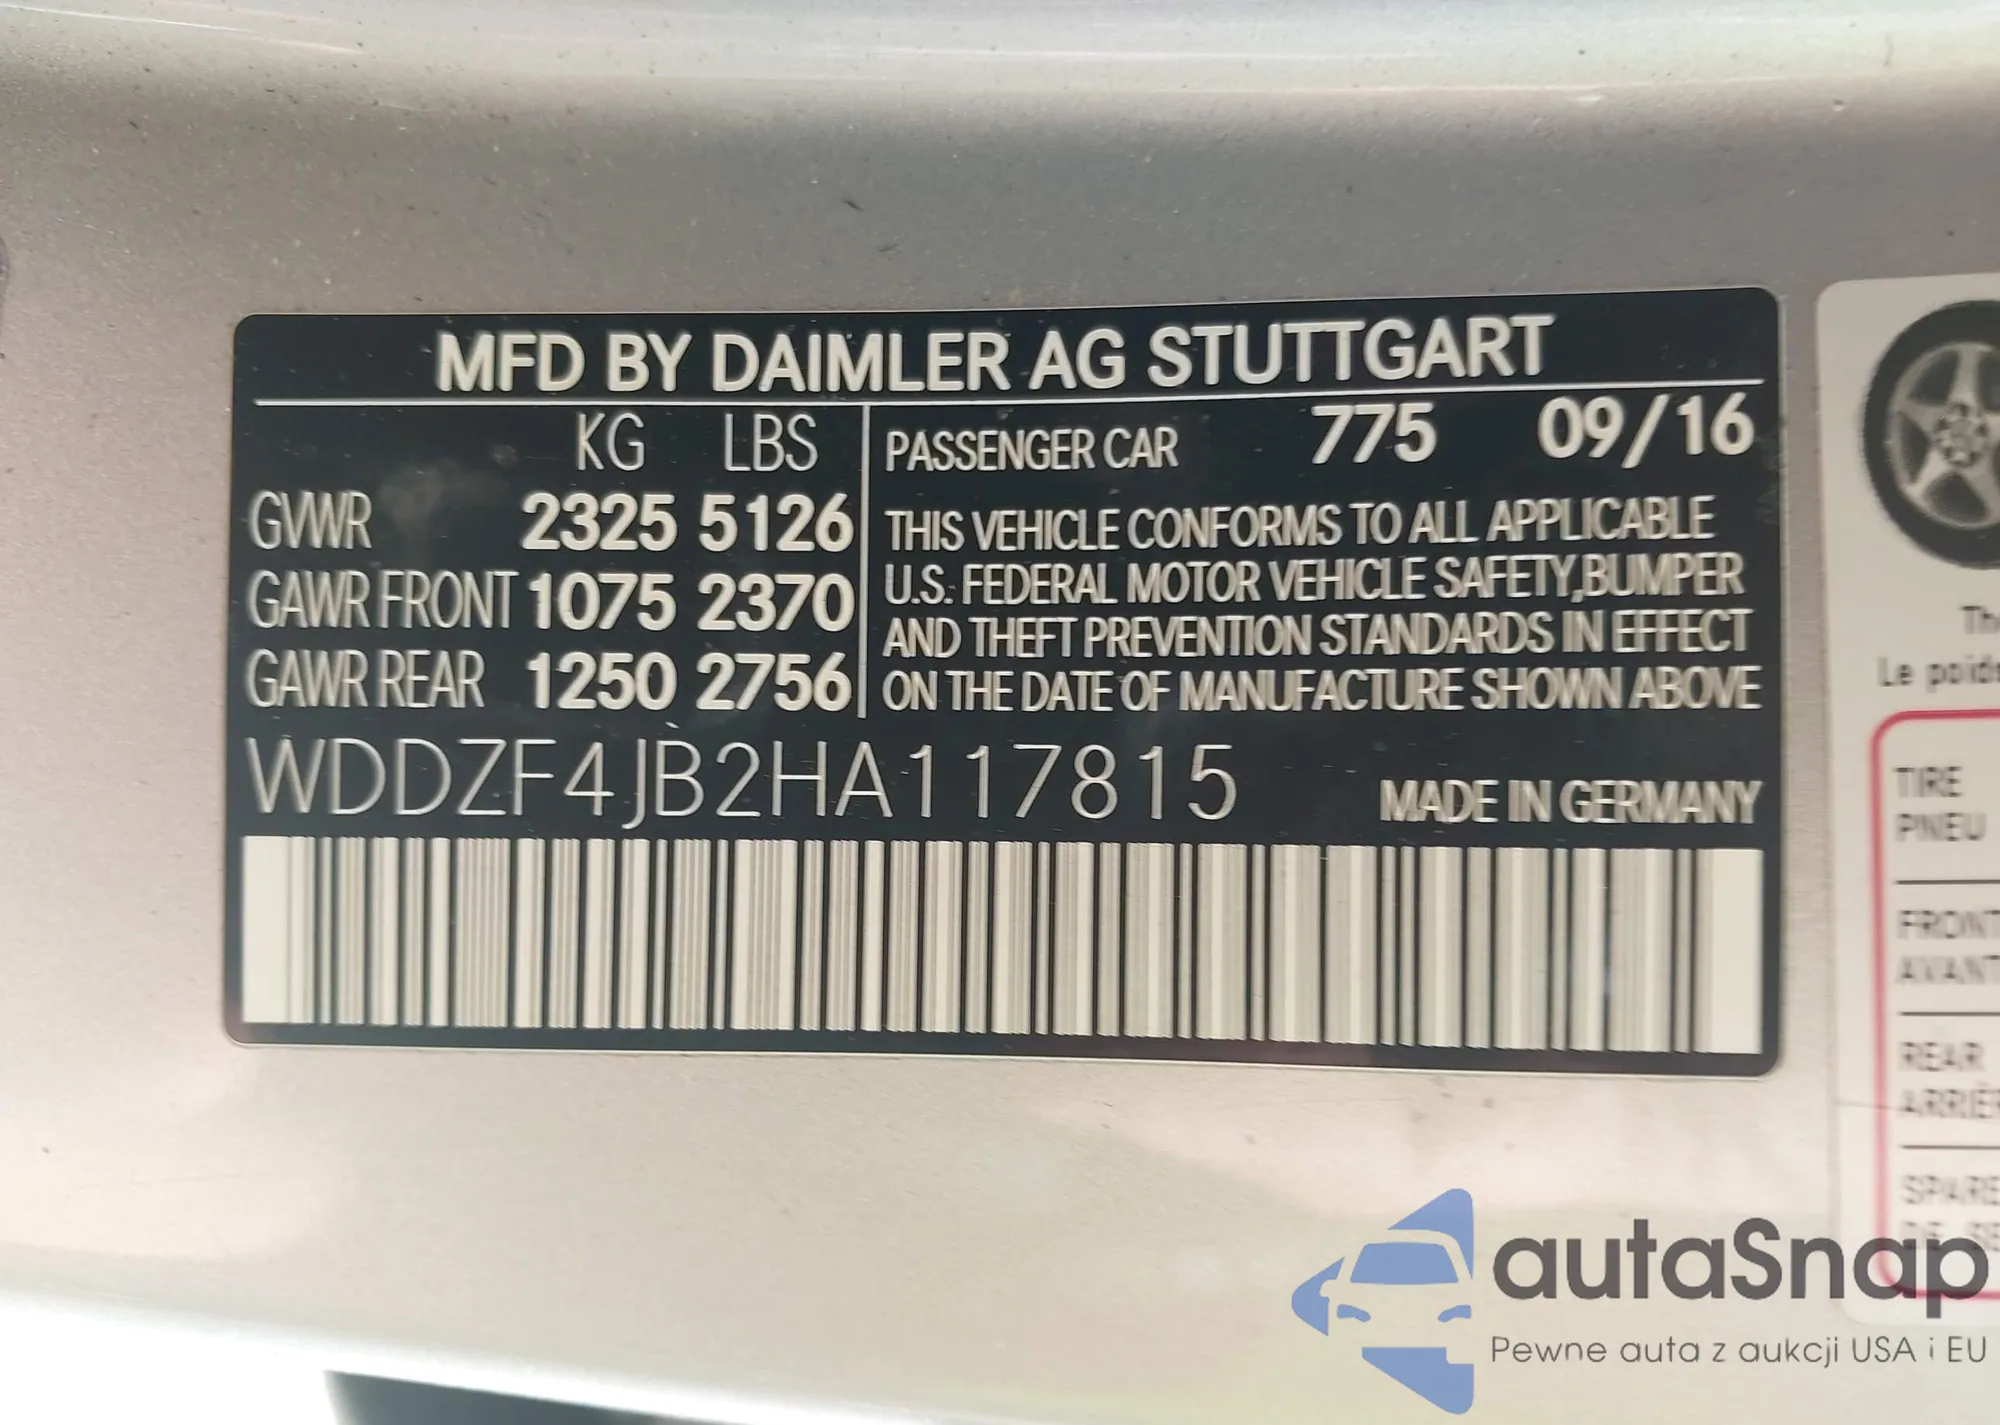 MFD BY DAIMLER AG STUTTGART
KG LBS
GVWR 2325 5126
GAWR FRONT 1075 2370
GAWR REAR 1250 2756
PASSENGER CAR 775 09/16
THIS VEHICLE CONFORMS TO ALL APPLICABLE
U.S. FEDERAL MOTOR VEHICLE SAFETY,BUMPER
AND THEFT PREVENTION STANDARDS IN EFFECT
ON THE DATE OF MANUFACTURE SHOWN ABOVE
WDDZF4JB2HA117815
MADE IN GERMANY
Le
TIRE
PNEU
FRONT
AVANT
REAR
SPARE
DE
autaSnap
Pewne auta z aukcji USA i EU